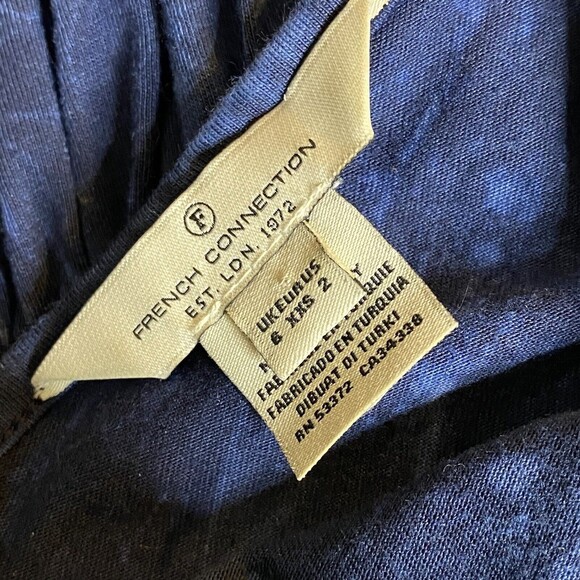 F
FRENCH CONNECTION
EST. LDN. 1972
UK EUR US
6 XXS 2
FABRICADO EN TURQUIA
DIBUAT DI TURKI
RN 53372 CA34338